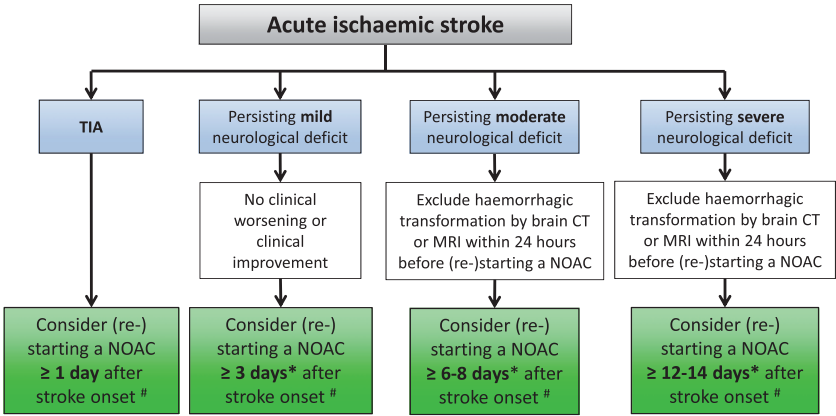 Acute ischaemic stroke
TIA
Persisting mild
neurological deficit
Persisting moderate
neurological deficit
Persisting severe
neurological deficit
No clinical
worsening or
clinical
improvement
Exclude haemorrhagic
transformation by brain CT
or MRI within 24 hours
before (re-)starting a NOAC
Exclude haemorrhagic
transformation by brain CT
or MRI within 24 hours
before (re-)starting a NOAC
Consider (re-)
starting a NOAC
≥ 1 day after
stroke onset #
Consider (re-)
starting a NOAC
≥ 3 days* after
stroke onset #
Consider (re-)
starting a NOAC
≥ 6-8 days* after
stroke onset #
Consider (re-)
starting a NOAC
≥ 12-14 days* after
stroke onset #